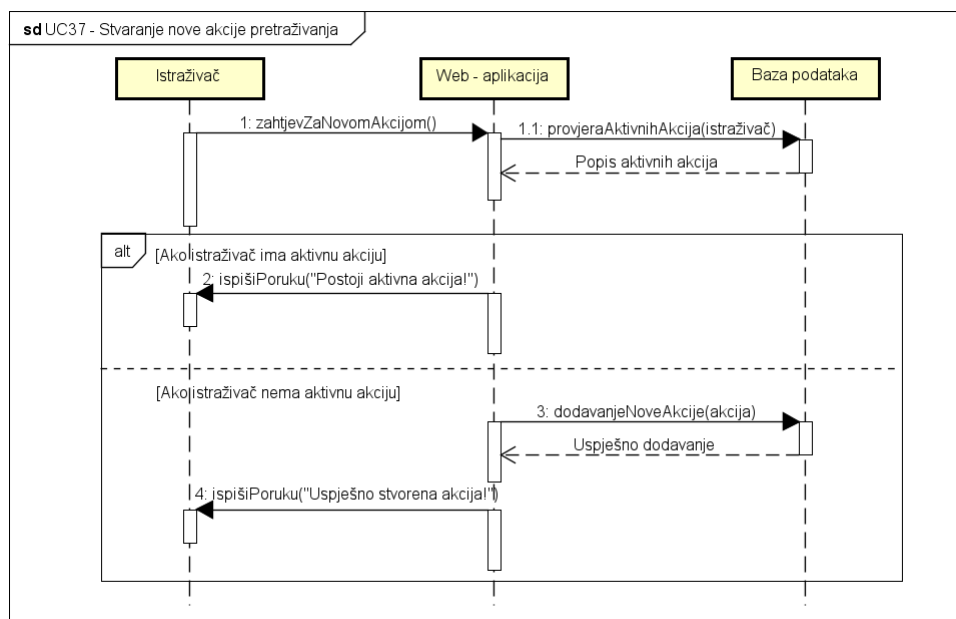 sd UC37 - Stvaranje nove akcije pretraživanja
Istraživač
Web - aplikacija
Baza podataka
1: zahtjevZaNovomAkcijom()
1.1: provjeraAktivnihAkcija(istraživač)
Popis aktivnih akcija
alt
[Ako istraživač ima aktivnu akciju]
2: ispišiPoruku("Postoji aktivna akcija!")
[Ako istraživač nema aktivnu akciju]
3: dodavanjeNoveAkcije(akcija)
Uspješno dodavanje
4: ispišiPoruku("Uspješno stvorena akcija!")